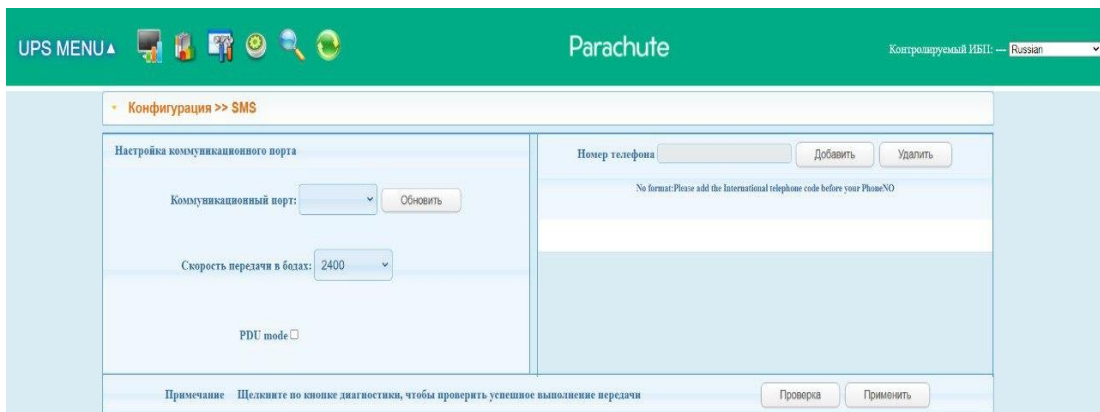 UPS MENU▲
Parachute
Контролируемый ИБП: --- Russian
Конфигурация >> SMS
Настройка коммуникационного порта
Коммуникационный порт:
Обновить
Скорость передачи в бодах: 2400
PDU mode
Номер телефона
Добавить
Удалить
No format:Please add the International telephone code before your PhoneNO
Примечание Щелкните по кнопке диагностики, чтобы проверить успешное выполнение передачи
Проверка
Применить